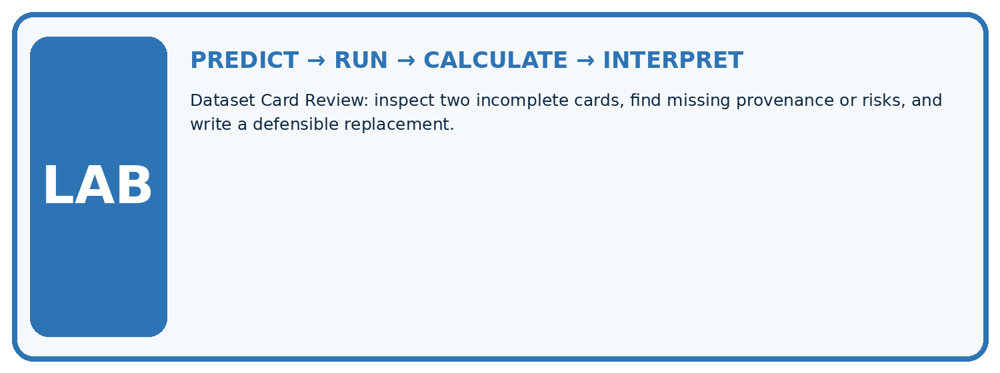 LAB
PREDICT → RUN → CALCULATE → INTERPRET
Dataset Card Review: inspect two incomplete cards, find missing provenance or risks, and
write a defensible replacement.